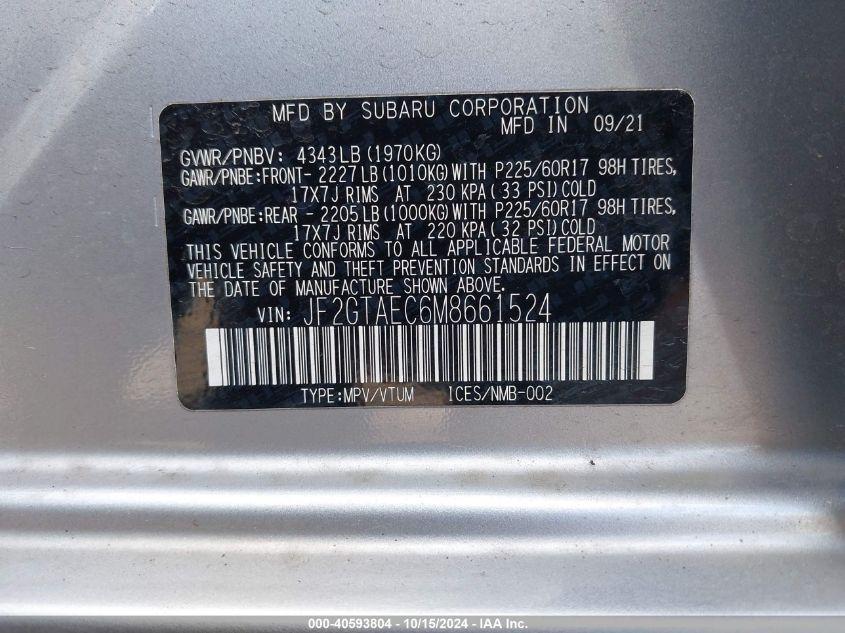 MFD BY SUBARU CORPORATION
MFD IN 09/21
GVWR/PNBV: 4343LB (1970KG)
GAWR/PNBE:FRONT- 2227LB (1010KG) WITH P225/60R17 98H TIRES,
17X7J RIMS AT 230 KPA ( 33 PSI) COLD
GAWR/PNBE:REAR - 2205LB (1000KG) WITH P225/60R17 98H TIRES,
17X7J RIMS AT 220 KPA ( 32 PSI) COLD
THIS VEHICLE CONFORMS TO ALL APPLICABLE FEDERAL MOTOR
VEHICLE SAFETY AND THEFT PREVENTION STANDARDS IN EFFECT ON
THE DATE OF MANUFACTURE SHOWN ABOVE.
VIN: JF2GTAEC6M8661524
TYPE:MPV/VTUM ICES/NMB-002
000-40593804 - 10/15/2024 - IAA Inc.